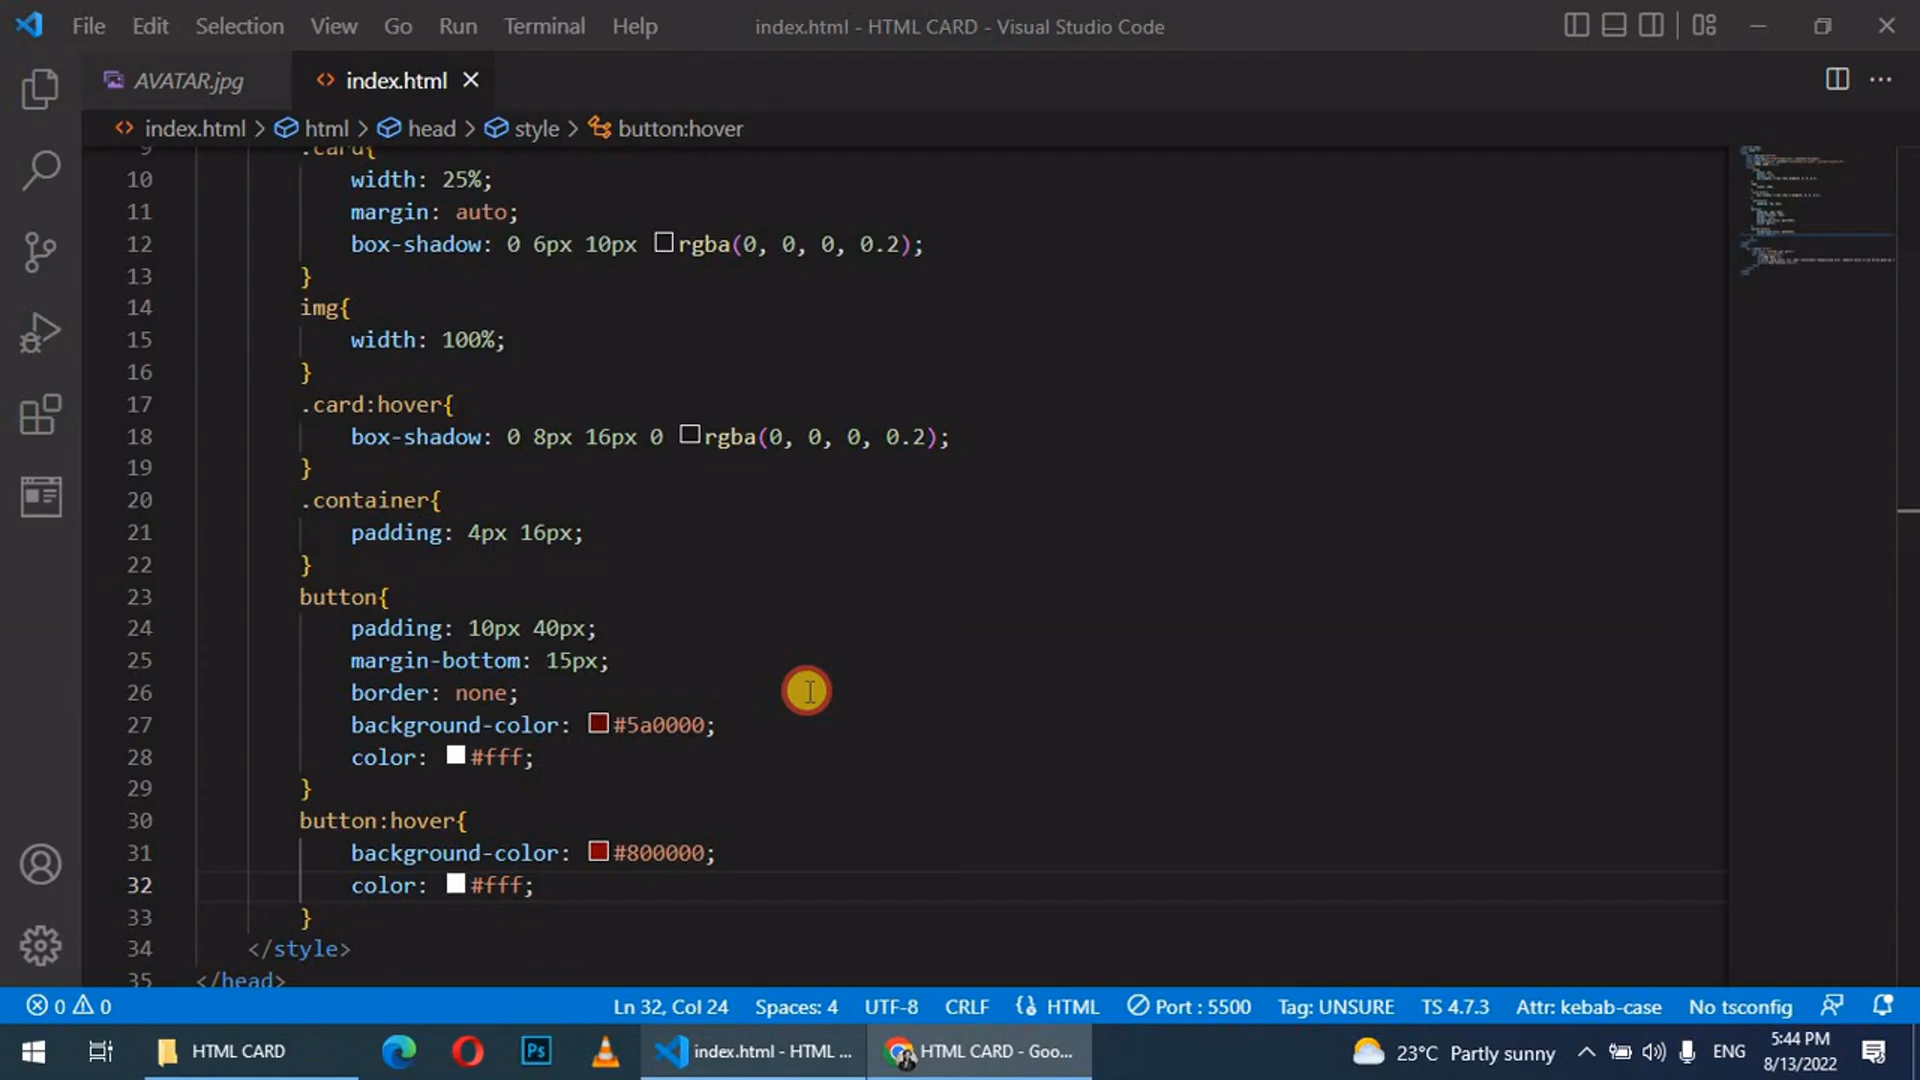 File Edit Selection View Go Run Terminal Help index.html - HTML CARD - Visual Studio Code
AVATAR.jpg index.html
index.html > html > head > style > button:hover
9 .card{
10 width: 25%;
11 margin: auto;
12 box-shadow: 0 6px 10px rgba(0, 0, 0, 0.2);
13 }
14 img{
15 width: 100%;
16 }
17 .card:hover{
18 box-shadow: 0 8px 16px 0 rgba(0, 0, 0, 0.2);
19 }
20 .container{
21 padding: 4px 16px;
22 }
23 button{
24 padding: 10px 40px;
25 margin-bottom: 15px;
26 border: none;
27 background-color: #5a0000;
28 color: #fff;
29 }
30 button:hover{
31 background-color: #800000;
32 color: #fff;
33 }
34 </style>
35 </head>
0 0 Ln 32, Col 24 Spaces: 4 UTF-8 CRLF HTML Port : 5500 Tag: UNSURE TS 4.7.3 Attr: kebab-case No tsconfig
HTML CARD Ps index.html - HTML ... HTML CARD - Goo... 23°C Partly sunny ENG 5:44 PM
8/13/2022